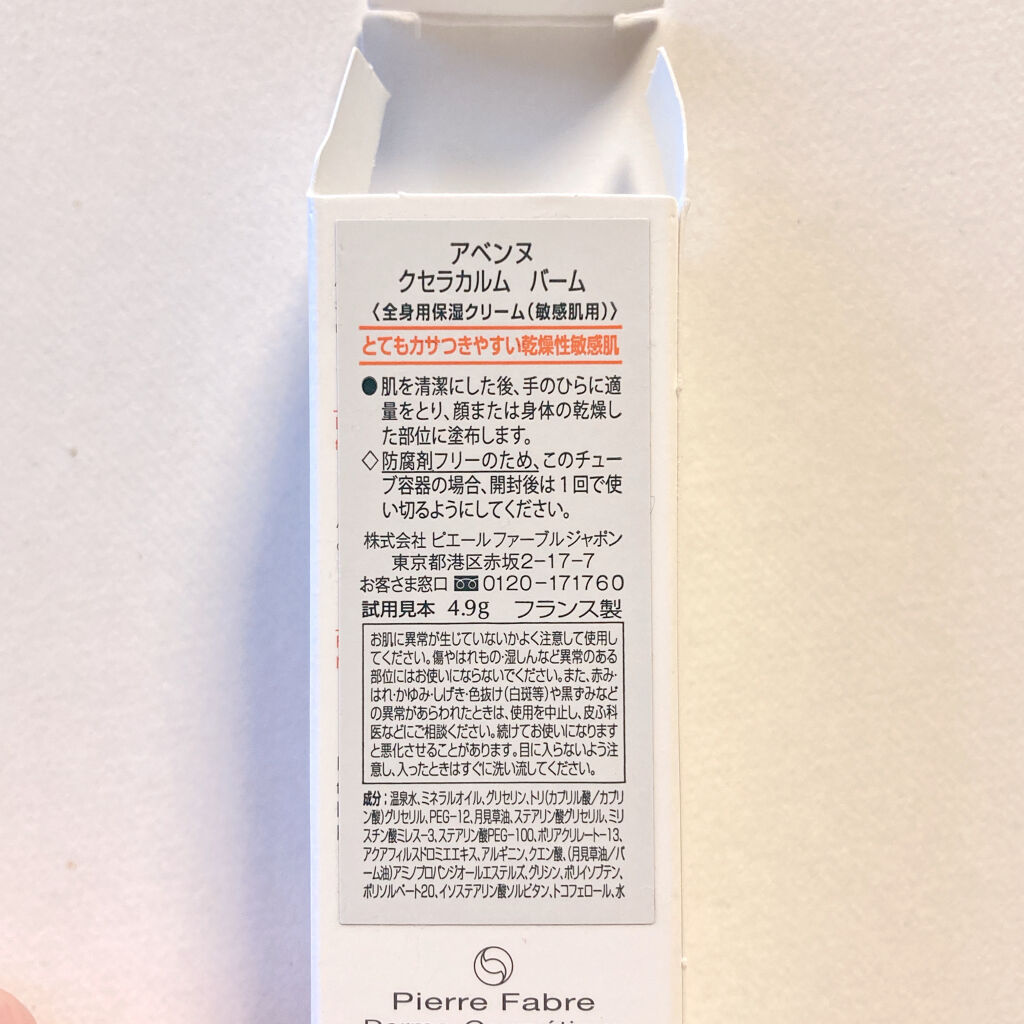 アベンヌ
クセラカルム バーム
〈全身用保湿クリーム(敏感肌用)〉
とてもカサつきやすい乾燥性敏感肌
●肌を清潔にした後、手のひらに適
量をとり、顔または身体の乾燥し
た部位に塗布します。
◇防腐剤フリーのため、このチュー
ブ容器の場合、開封後は1回で使
い切るようにしてください。
株式会社 ピエール ファーブル ジャポン
東京都港区赤坂2-17-7
お客さま窓口 0120-171760
試用見本 4.9g フランス製
お肌に異常が生じていないかよく注意して使用し
てください。傷やはれもの・湿しんなど異常のある
部位にはお使いにならないでください。また、赤み・
はれ・かゆみ・しげき・色抜け(白斑等)や黒ずみなど
の異常があらわれたときは、使用を中止し、皮ふ科
医などにご相談ください。続けてお使いになります
と悪化させることがあります。目に入らないよう注
意し、入ったときはすぐに洗い流してください。
成分:温泉水、ミネラルオイル、グリセリン、トリ(カプリル酸/カプリ
ン酸)グリセリル、PEG-12、月見草油、ステアリン酸グリセリル、ミリ
スチン酸ミレス-3、ステアリン酸PEG-100、ポリアクリレート-13、
アクアフィルスドロミエエキス、アルギニン、クエン酸、(月見草油/パ
ーム油)アミノプロパンジオールエステルズ、グリシン、ポリイソブテン、
ポリソルベート20、イソステアリン酸ソルビタン、トコフェロール、水
Pierre Fabre